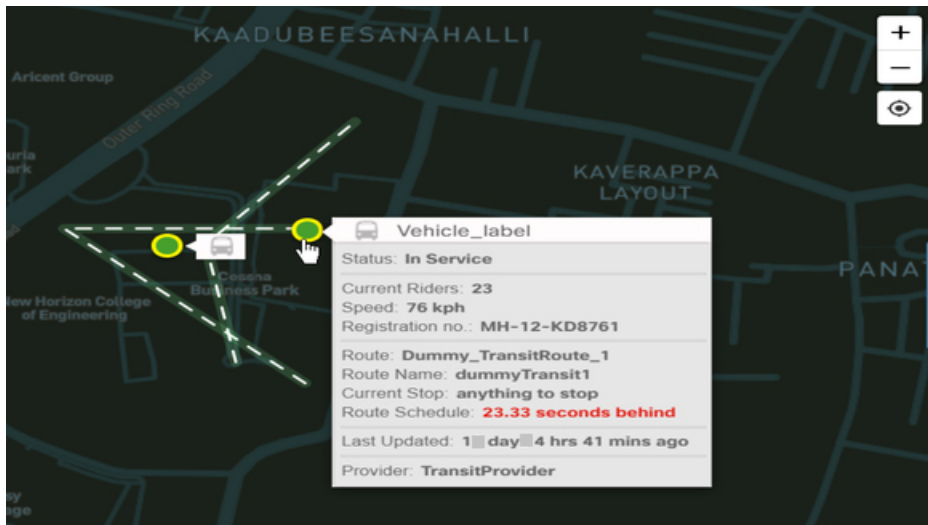 KAADUBEESANAHALLI
+
Aricent Group
−
Outer Ring Road
uria
ark
KAVERAPPA
LAYOUT
Vehicle_label
Status: In Service
PANAT
Cessna
Business Park
Current Riders: 23
New Horizon College
of Engineering
Speed: 76 kph
Registration no.: MH-12-KD8761
Route: Dummy_TransitRoute_1
Route Name: dummyTransit1
Current Stop: anything to stop
Route Schedule: 23.33 seconds behind
Last Updated: 1 day 4 hrs 41 mins ago
Provider: TransitProvider
sy
age